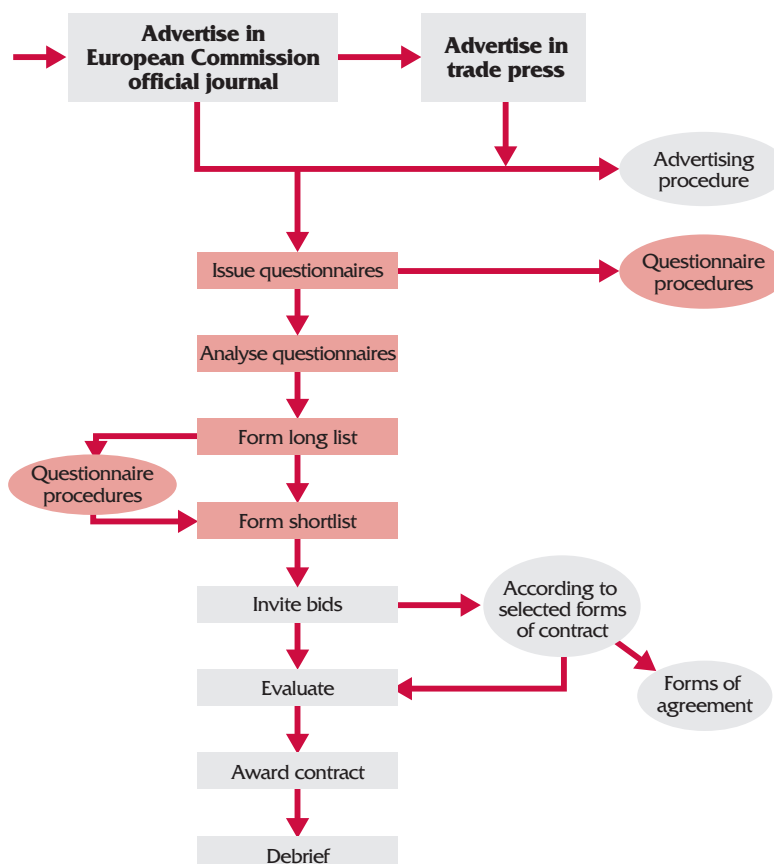 Advertise in
European Commission
official journal
Advertise in
trade press
Advertising
procedure
Issue questionnaires
Questionnaire
procedures
Analyse questionnaires
Form long list
Questionnaire
procedures
Form shortlist
Invite bids
According to
selected forms
of contract
Evaluate
Forms of
agreement
Award contract
Debrief